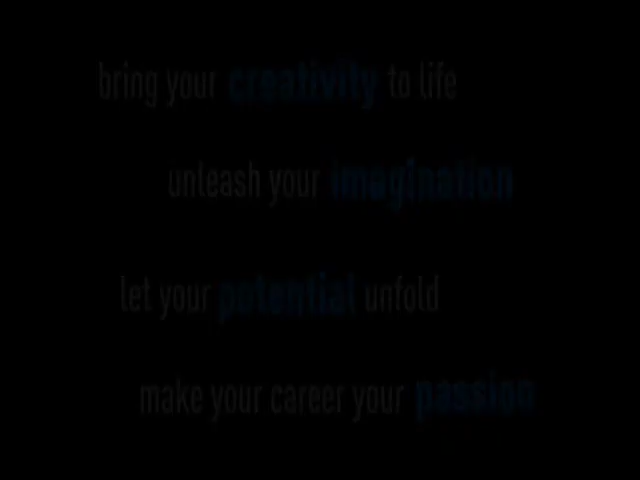 bring your creativity to life
unleash your imagination
let your potential unfold
make your career your passion